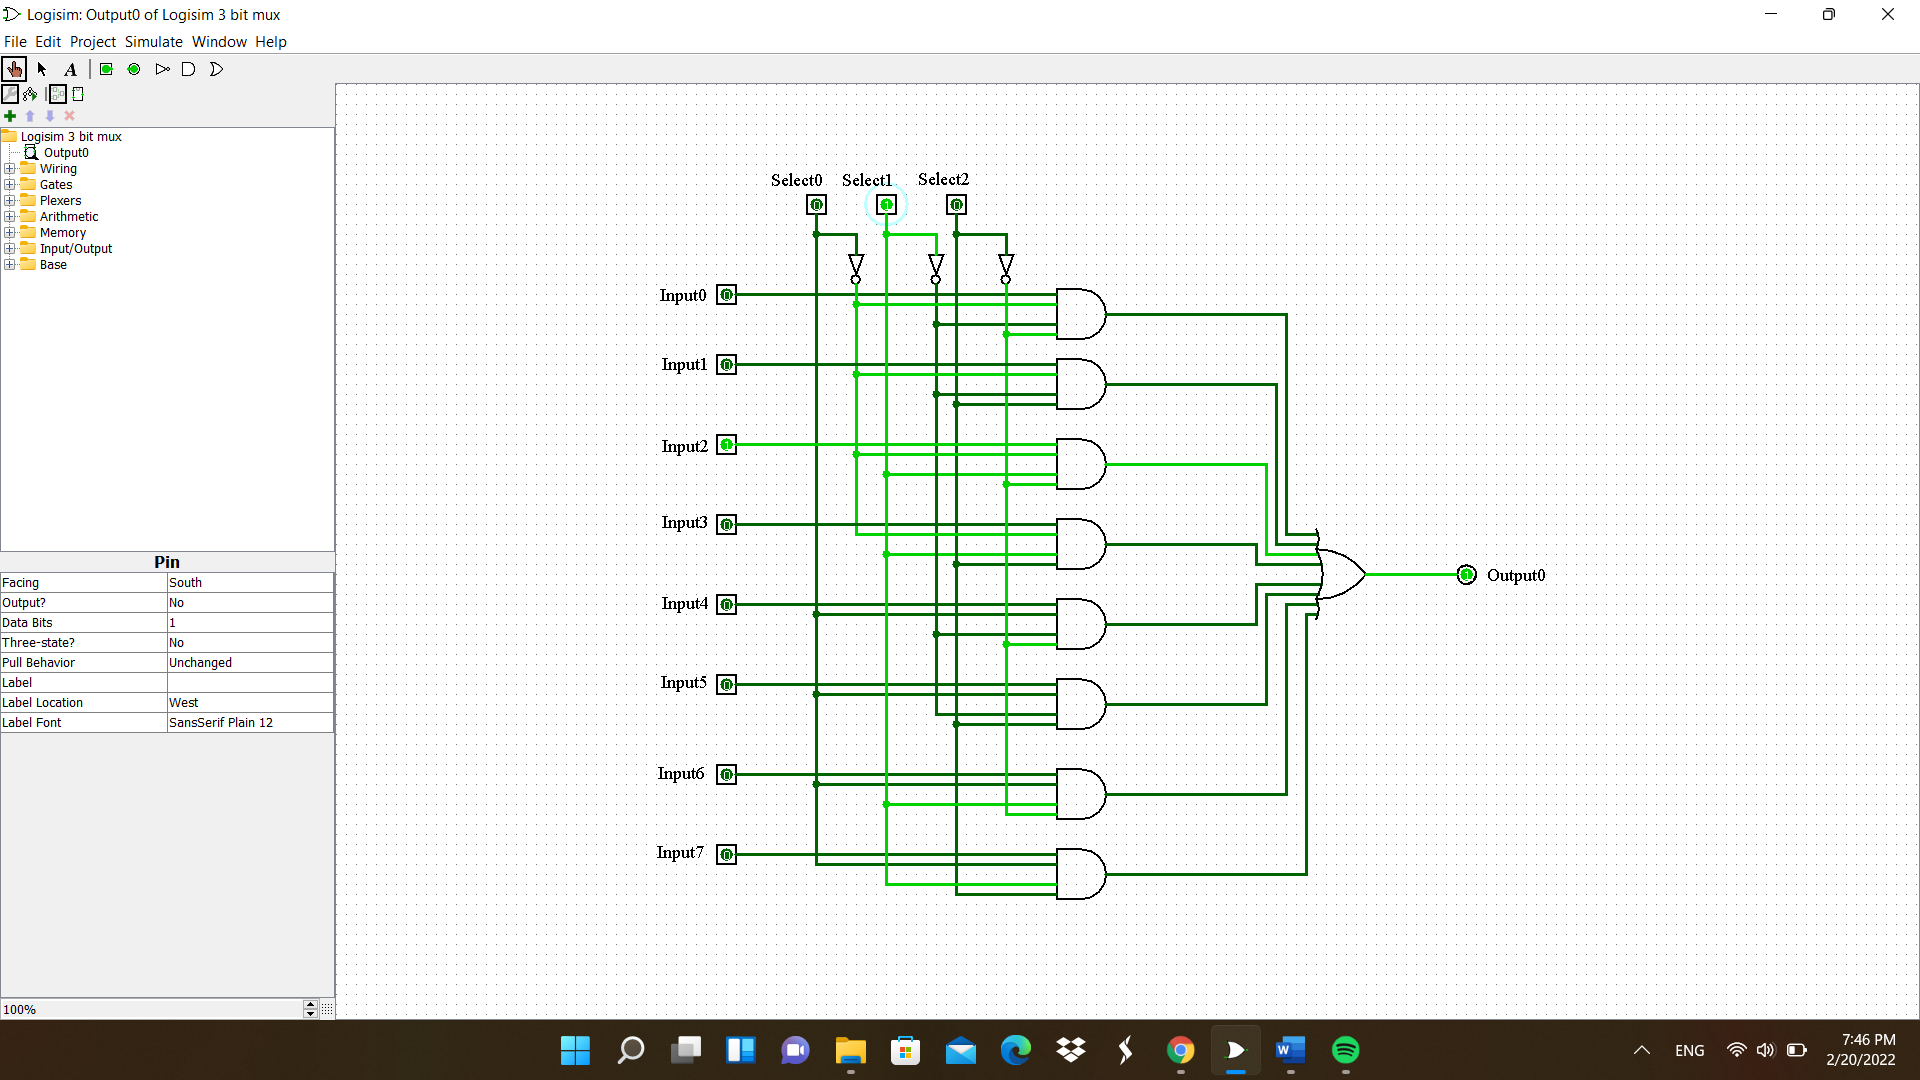 Logisim: Output0 of Logisim 3 bit mux
File Edit Project Simulate Window Help
A
Logisim 3 bit mux
Output0
Wiring
Gates
Plexers
Arithmetic
Memory
Input/Output
Base
Pin
Facing South
Output? No
Data Bits 1
Three-state? No
Pull Behavior Unchanged
Label
Label Location West
Label Font SansSerif Plain 12
100%
Select0 Select1 Select2
0 1 0
Input0 0
Input1 0
Input2 1
Input3 0
Input4 0
Input5 0
Input6 0
Input7 0
1 Output0
W
ENG
7:46 PM
2/20/2022